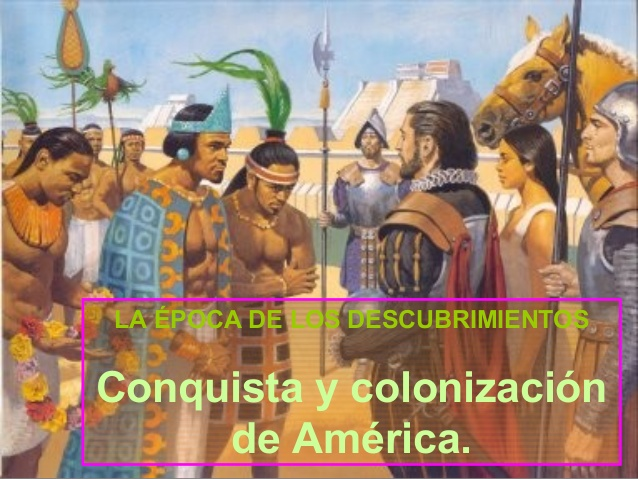 LA ÉPOCA DE LOS DESCUBRIMIENTOS
Conquista y colonización
de América.